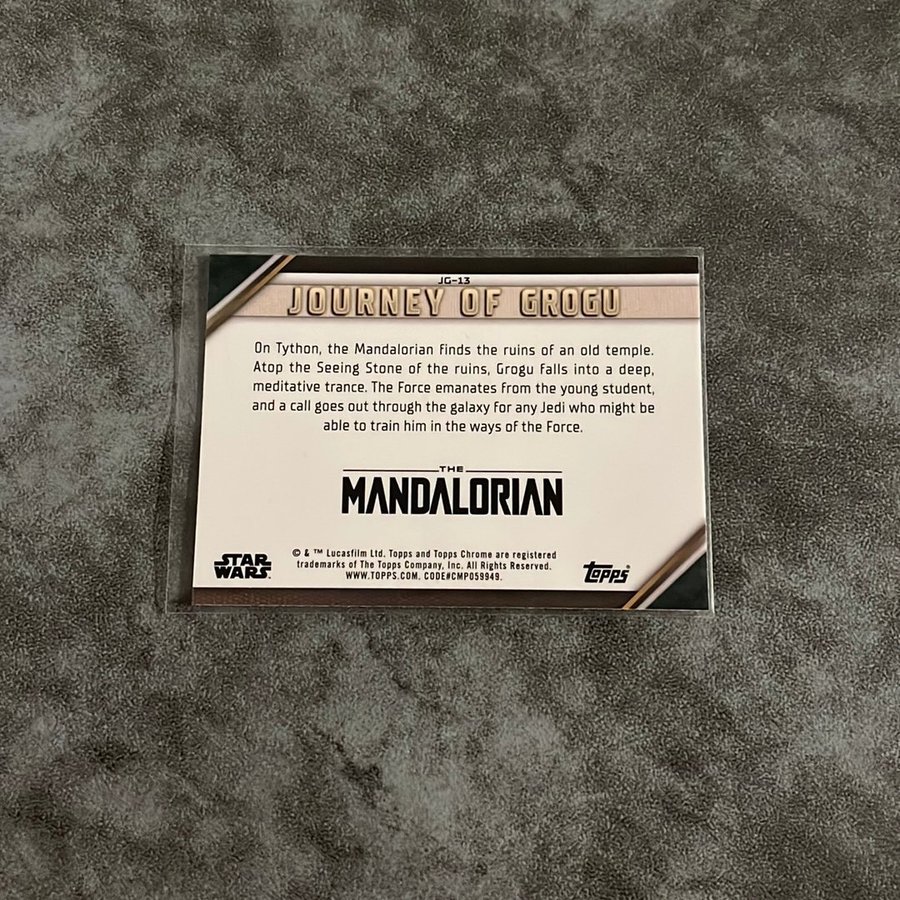 JG-13
JOURNEY OF GROGU
On Tython, the Mandalorian finds the ruins of an old temple.
Atop the Seeing Stone of the ruins, Grogu falls into a deep,
meditative trance. The Force emanates from the young student,
and a call goes out through the galaxy for any Jedi who might be
able to train him in the ways of the Force.
THE
MANDALORIAN
STAR
WARS
© & ™ Lucasfilm Ltd. Topps and Topps Chrome are registered
trademarks of The Topps Company, Inc. All Rights Reserved.
WWW.TOPPS.COM. CODE#CMP059949.
Topps®